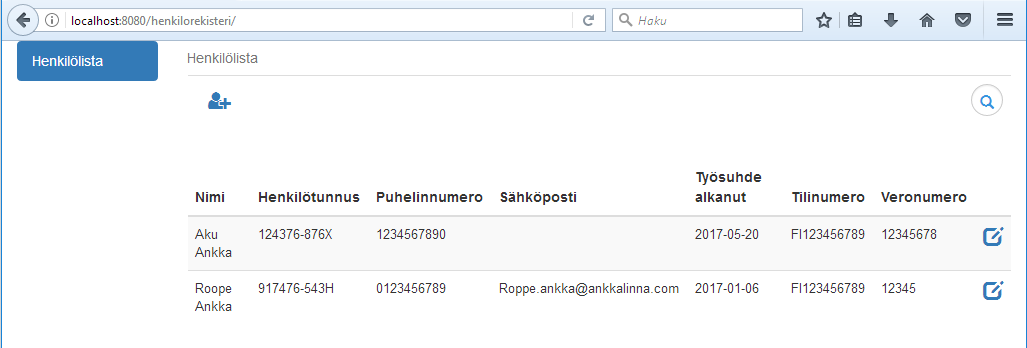 localhost:8080/henkilorekisteri/
Haku
Henkilölista
Henkilölista
Nimi Henkilötunnus Puhelinnumero Sähköposti Työsuhde alkanut Tilinumero Veronumero
Aku Ankka 124376-876X 1234567890 2017-05-20 FI123456789 12345678
Roope Ankka 917476-543H 0123456789 Roppe.ankka@ankkalinna.com 2017-01-06 FI123456789 12345